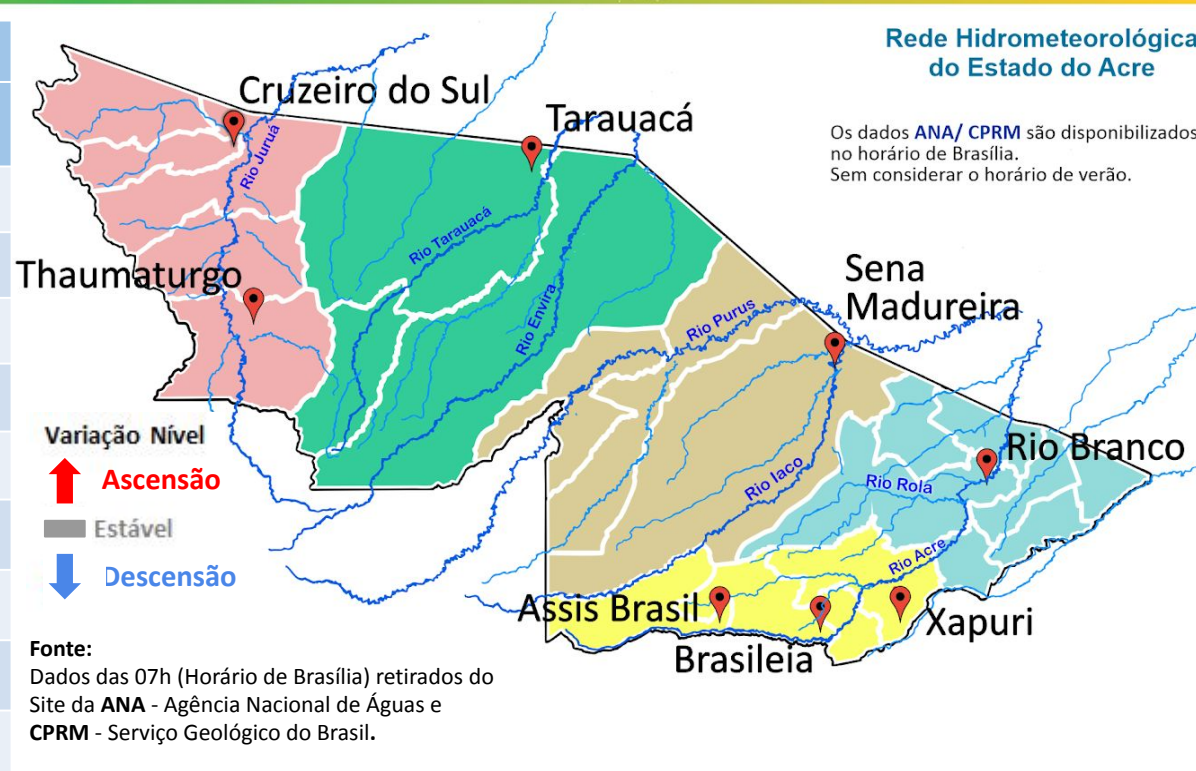 Rede Hidrometeorológica
do Estado do Acre
Os dados ANA/ CPRM são disponibilizados
no horário de Brasília.
Sem considerar o horário de verão.
Cruzeiro do Sul
Tarauacá
Rio Juruá
Rio Tarauacá
Thaumaturgo
Rio Envira
Rio Purus
Sena
Madureira
Rio Branco
Rio Iaco
Rio Rola
Rio Acre
Assis Brasil
Brasileia
Xapuri
Variação Nível
Ascensão
Estável
Descensão
Fonte:
Dados das 07h (Horário de Brasília) retirados do
Site da ANA - Agência Nacional de Águas e
CPRM - Serviço Geológico do Brasil.